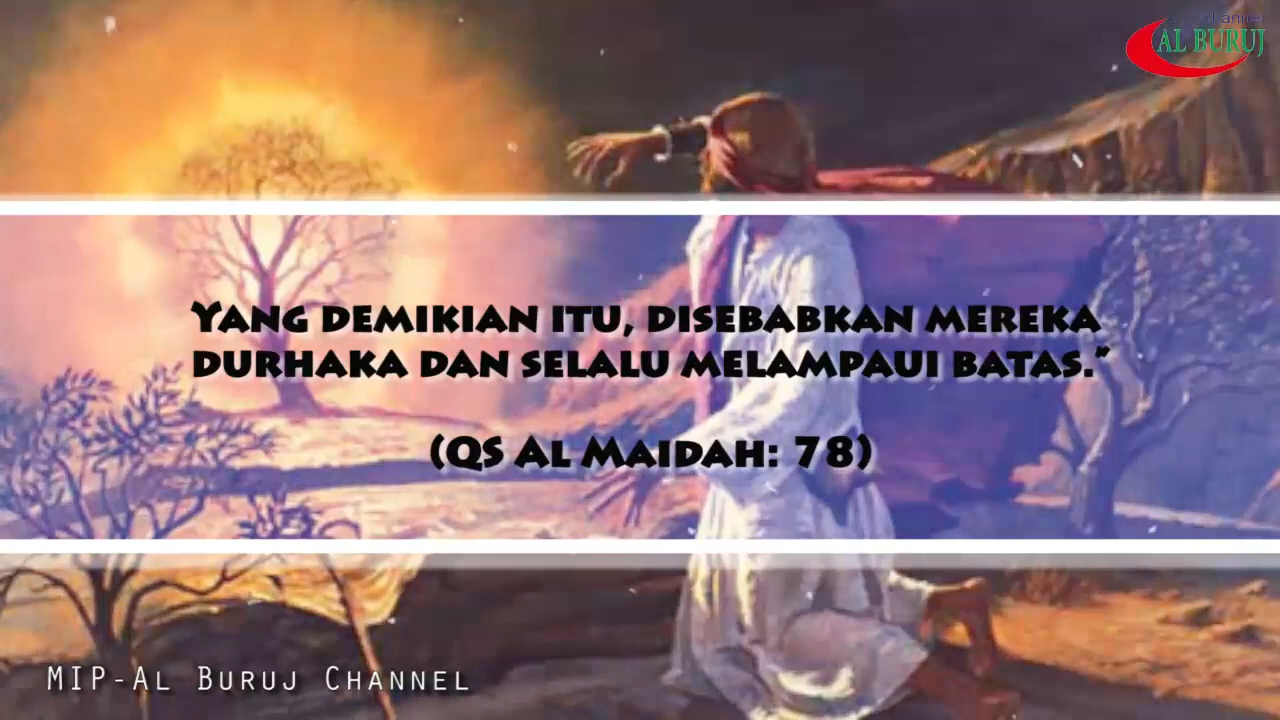 channel
AL BURUJ
Yang demikian itu, disebabkan mereka
durhaka dan selalu melampaui batas.”
(QS Al Maidah: 78)
MIP-Al Buruj Channel